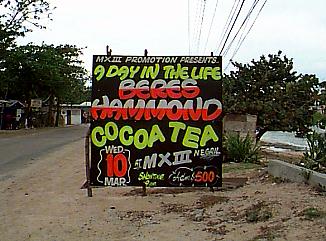 MXIII PROMOTION PRESENTS.
A DAY IN THE LIFE
BERES
HAMMOND
COCOA TEA
WED
10
MAR
AT MXIII NEGRIL
500